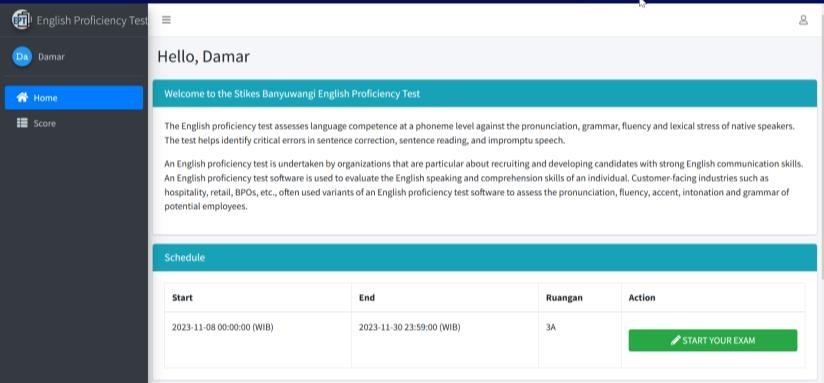 EPT English Proficiency Test
Da Damar
Home
Score
Hello, Damar
Welcome to the Stikes Banyuwangi English Proficiency Test
The English proficiency test assesses language competence at a phoneme level against the pronunciation, grammar, fluency and lexical stress of native speakers.
The test helps identify critical errors in sentence correction, sentence reading, and impromptu speech.
An English proficiency test is undertaken by organizations that are particular about recruiting and developing candidates with strong English communication skills.
An English proficiency test software is used to evaluate the English speaking and comprehension skills of an individual. Customer-facing industries such as
hospitality, retail, BPOs, etc., often used variants of an English proficiency test software to assess the pronunciation, fluency, accent, intonation and grammar of
potential employees.
Schedule
Start End Ruangan Action
2023-11-08 00:00:00 (WIB) 2023-11-30 23:59:00 (WIB) 3A START YOUR EXAM